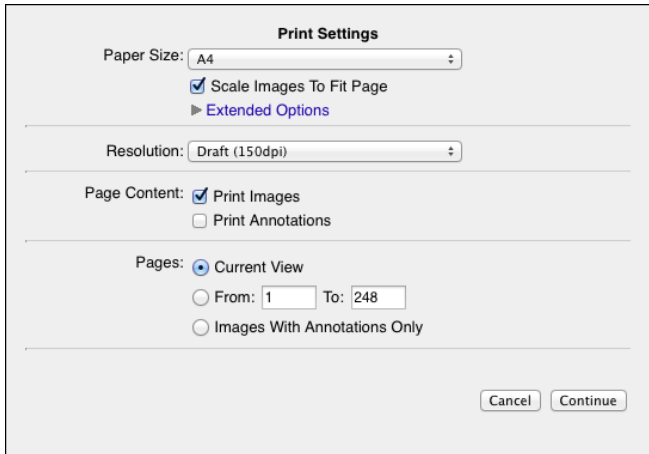 Print Settings
Paper Size: A4
Scale Images To Fit Page
Extended Options
Resolution: Draft (150dpi)
Page Content: Print Images
Print Annotations
Pages: Current View
From: 1 To: 248
Images With Annotations Only
Cancel Continue